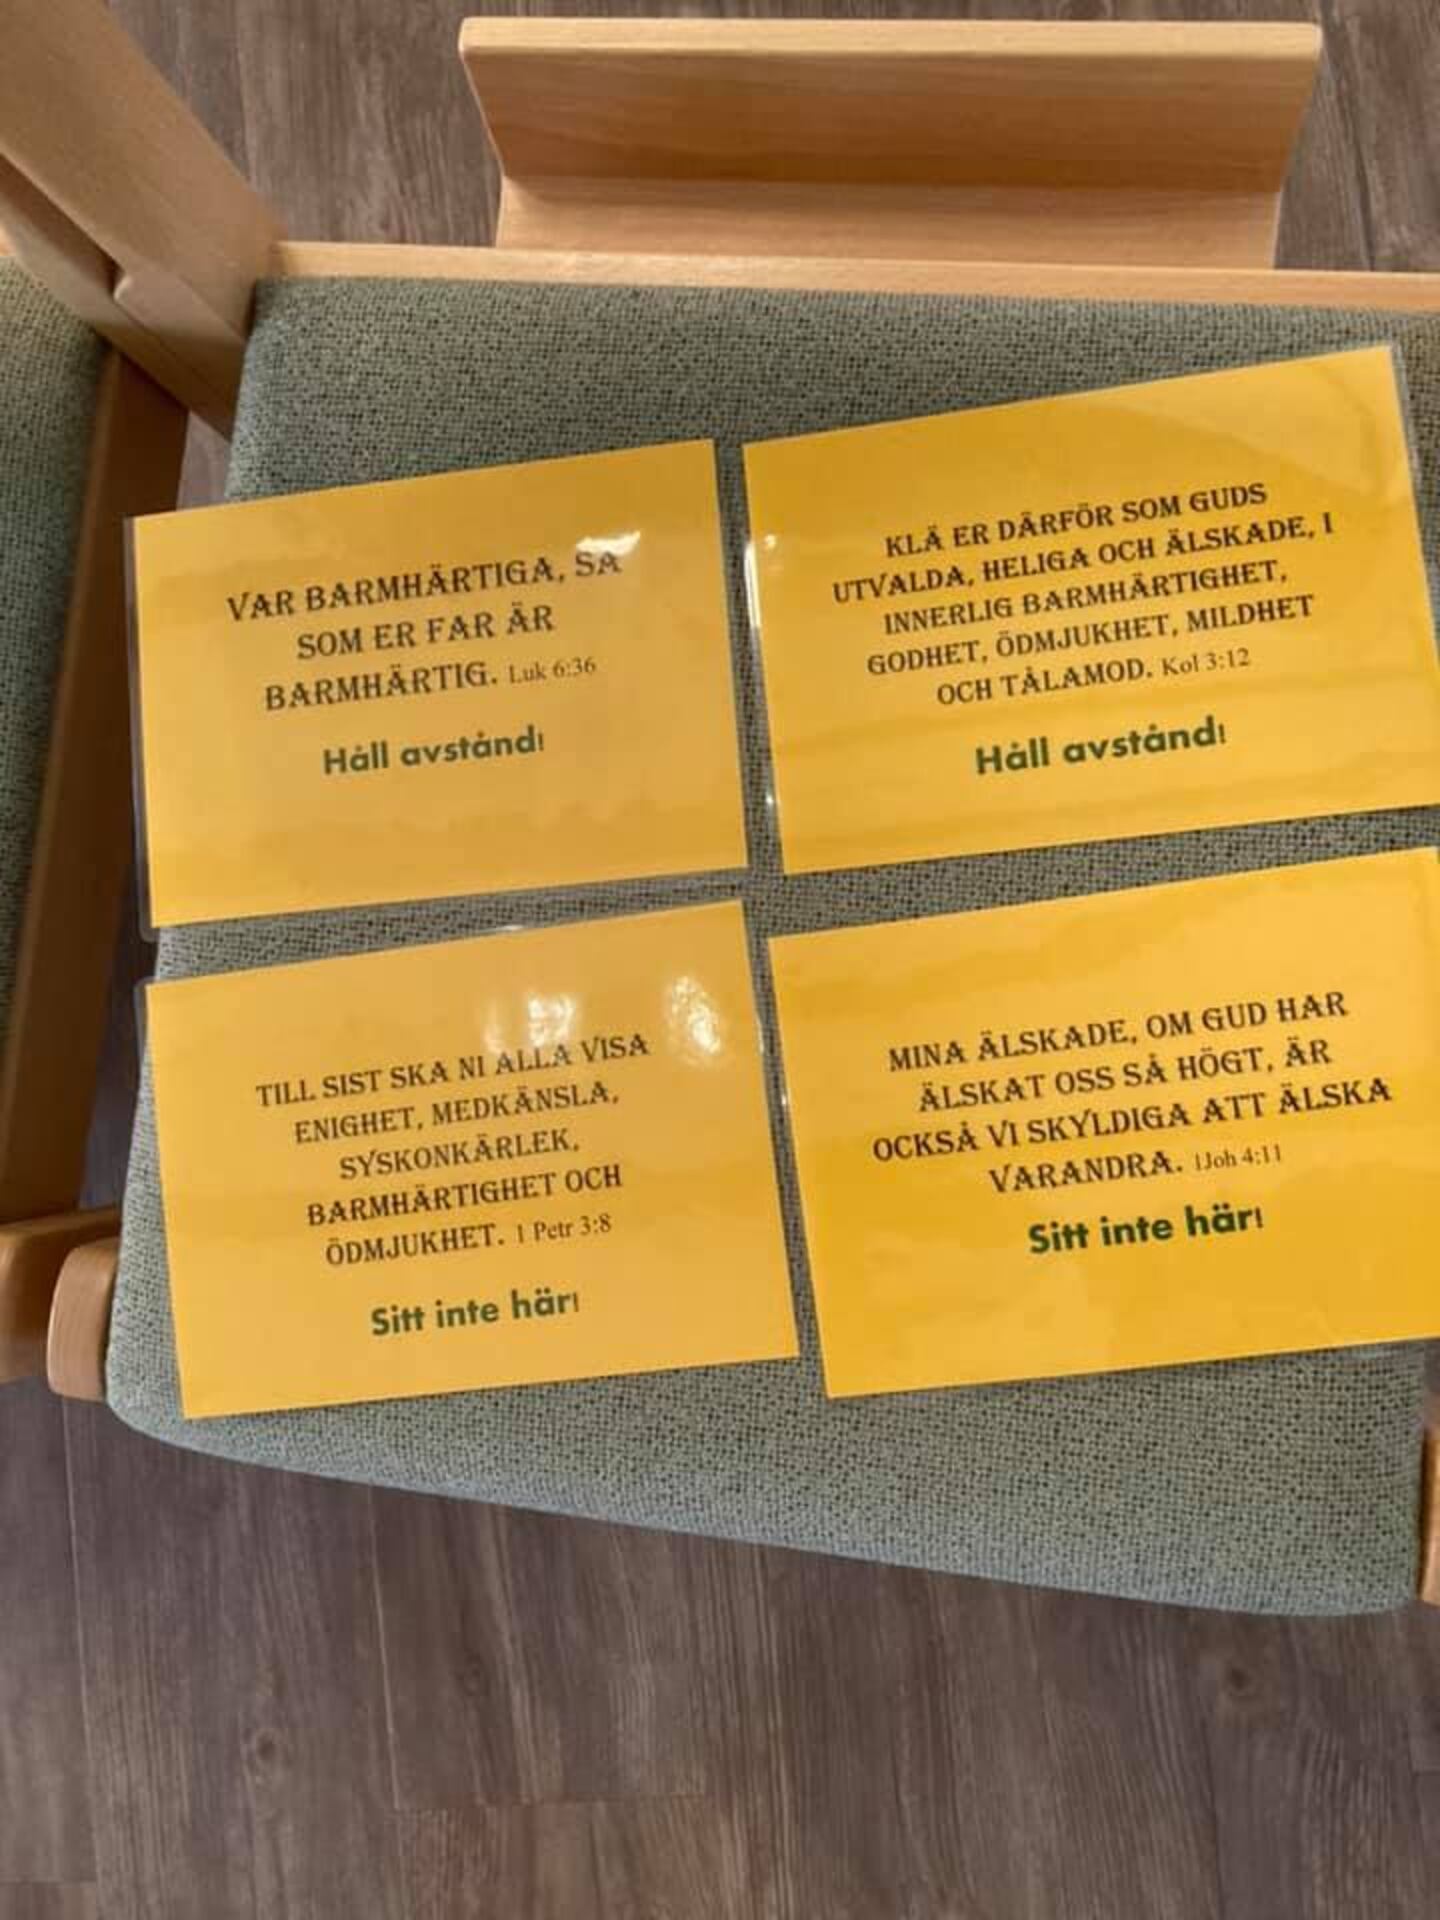 VAR BARMHÄRTIGA, SÅ
SOM ER FAR ÄR
BARMHÄRTIG. Luk 6:36
Håll avstånd!
KLÄ ER DÄRFÖR SOM GUDS
UTVALDA, HELIGA OCH ÄLSKADE, I
INNERLIG BARMHÄRTIGHET,
GODHET, ÖDMJUKHET, MILDHET
OCH TÅLAMOD. Kol 3:12
Håll avstånd!
TILL SIST SKA NI ALLA VISA
ENIGHET, MEDKÄNSLA,
SYSKONKÄRLEK,
BARMHÄRTIGHET OCH
ÖDMJUKHET. 1 Petr 3:8
Sitt inte här!
MINA ÄLSKADE, OM GUD HAR
ÄLSKAT OSS SÅ HÖGT, ÄR
OCKSÅ VI SKYLDIGA ATT ÄLSKA
VARANDRA. 1Joh 4:11
Sitt inte här!